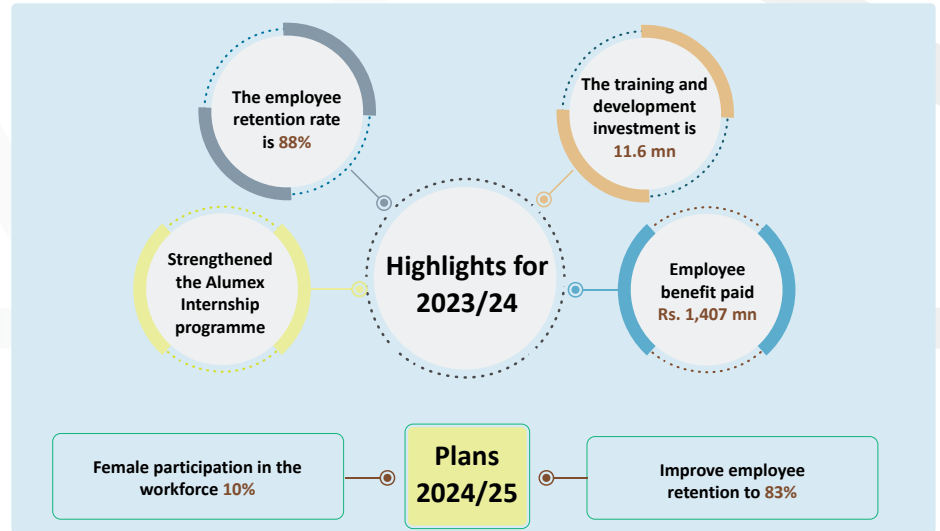 The employee
retention rate
is 88%
The training and
development
investment is
11.6 mn
Strengthened
the Alumex
Internship
programme
Highlights for
2023/24
Employee
benefit paid
Rs. 1,407 mn
Female participation in the
workforce 10%
Plans
2024/25
Improve employee
retention to 83%